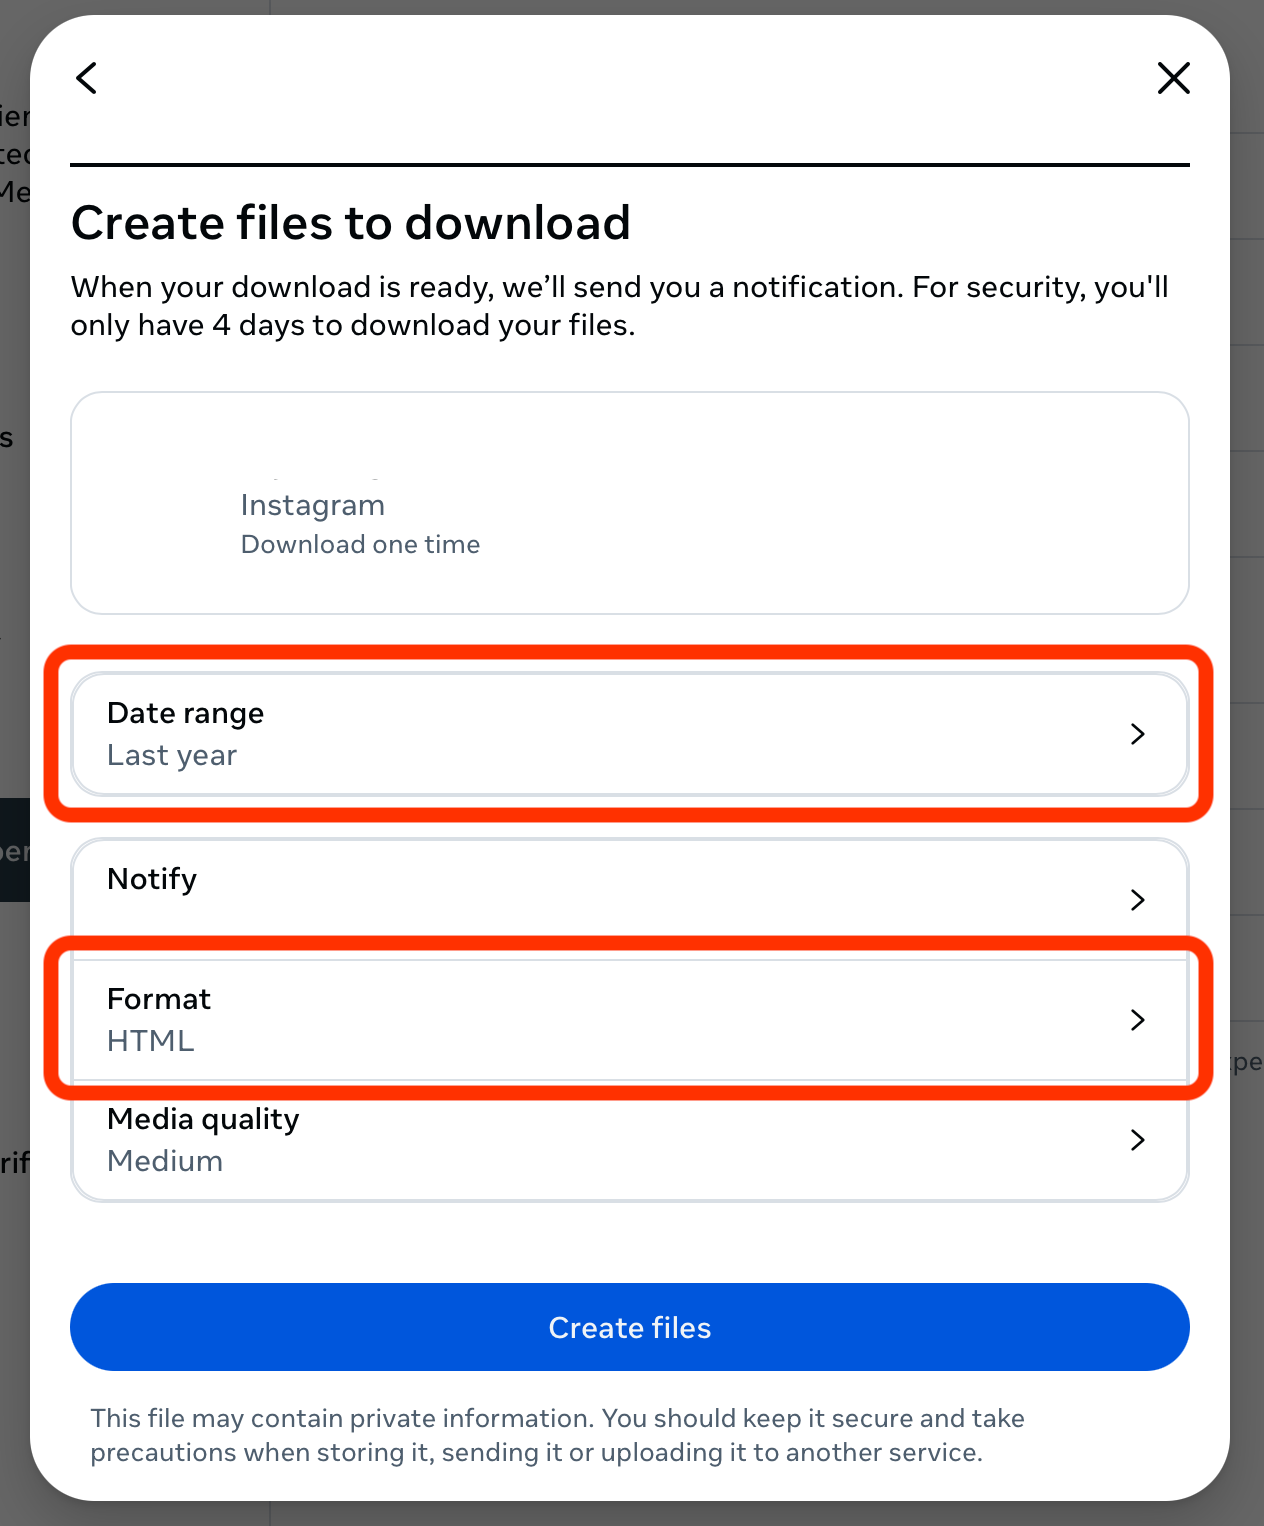 Create files to download
When your download is ready, we’ll send you a notification. For security, you'll
only have 4 days to download your files.
Instagram
Download one time
Date range
Last year
Notify
Format
HTML
Media quality
Medium
Create files
This file may contain private information. You should keep it secure and take
precautions when storing it, sending it or uploading it to another service.